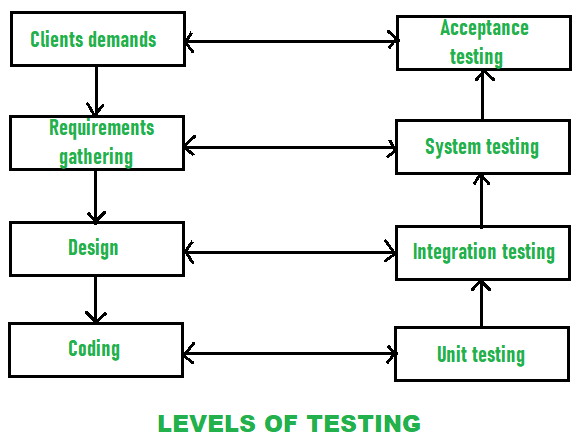 Clients demands
Acceptance
testing
Requirements
gathering
System testing
Design
Integration testing
Coding
Unit testing
LEVELS OF TESTING